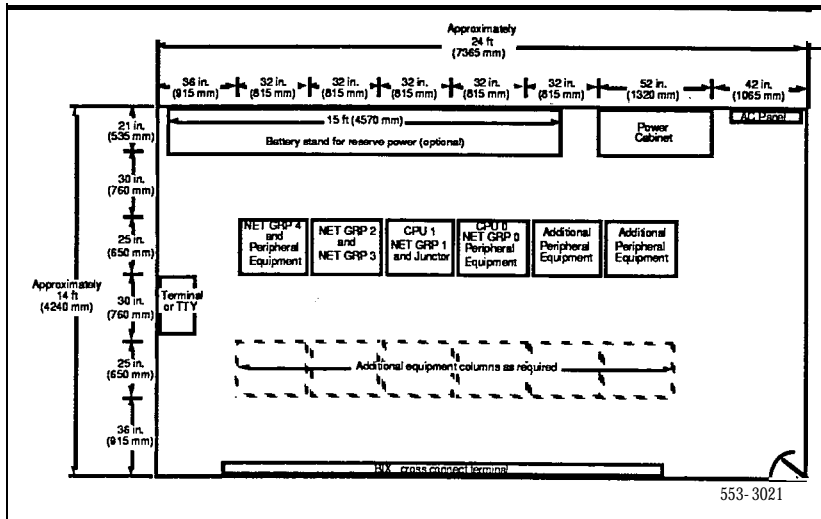 Approximately
24 ft
(7365 mm)
36 in.
(915 mm)
32 in.
(815 mm)
32 in.
(815 mm)
32 in.
(815 mm)
32 in.
(815 mm)
32 in.
(815 mm)
52 in.
(1320 mm)
42 in.
(1065 mm)
21 in.
(535 mm)
15 ft (4570 mm)
Battery stand for reserve power (optional)
Power
Cabinet
AC Panel
30 in.
(760 mm)
25 in.
(650 mm)
NET GRP 4
and
Peripheral
Equipment
NET GRP 2
and
NET GRP 3
CPU 1
NET GRP 1
and Junctor
CPU 0
NET GRP 0
Peripheral
Equipment
Additional
Peripheral
Equipment
Additional
Peripheral
Equipment
Approximately
14 ft
(4240 mm)
30 in.
(760 mm)
Terminal
or TTY
25 in.
(650 mm)
Additional equipment columns as required
36 in.
(915 mm)
BIX cross connect terminal
553-3021